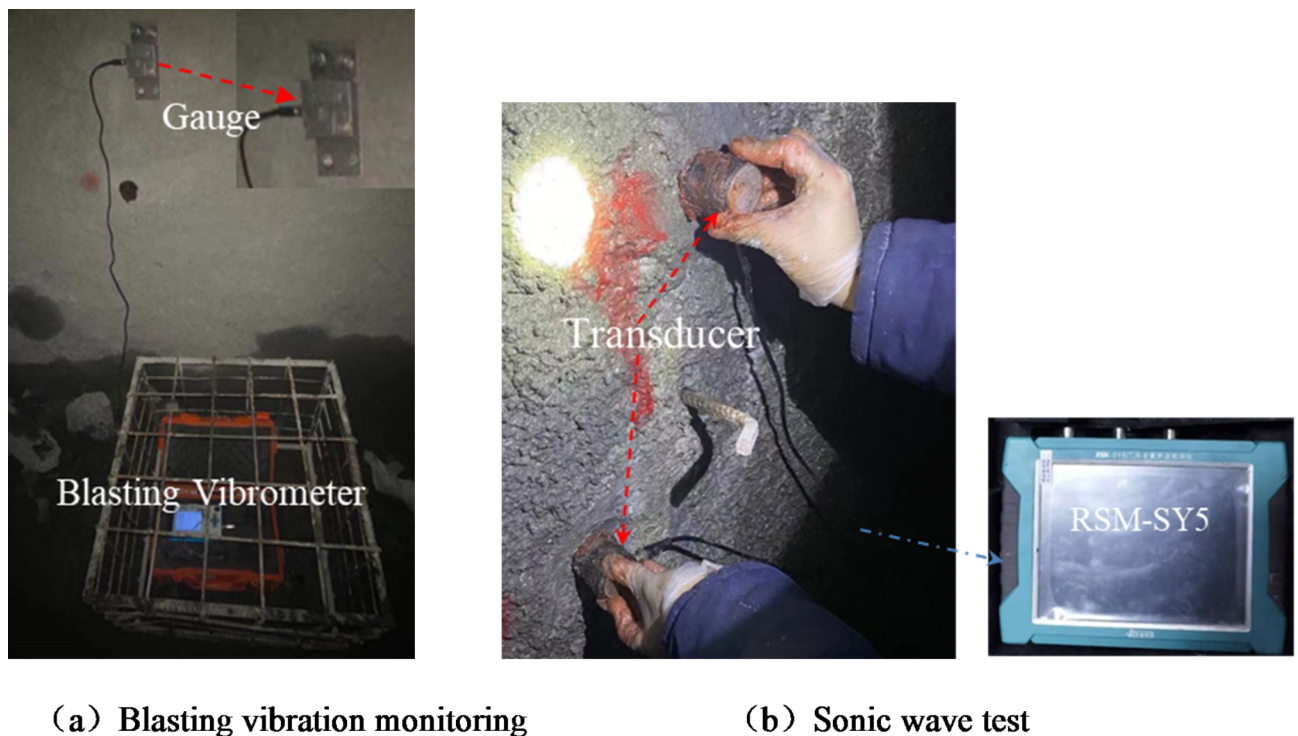 Gauge
Blasting Vibrometer
Transducer
RSM-SY5
（a）Blasting vibration monitoring
（b）Sonic wave test